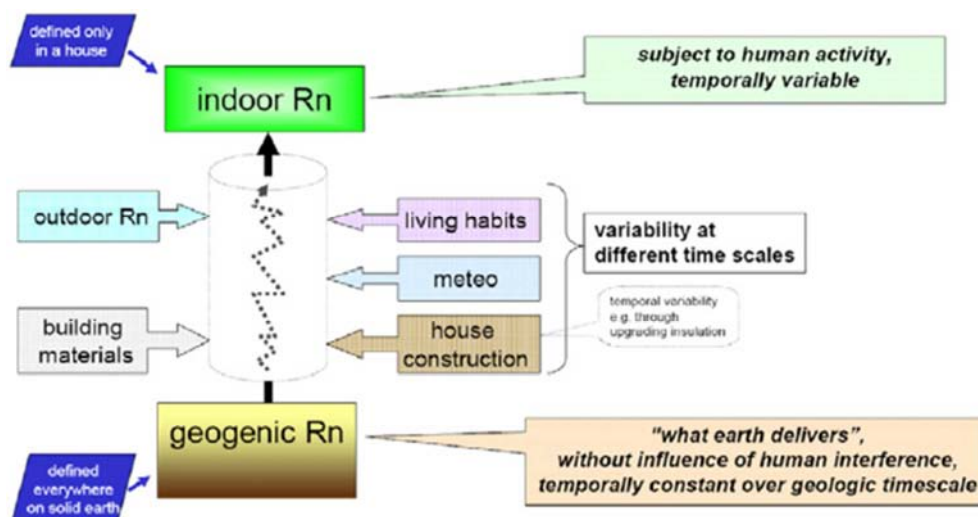 defined only
in a house
indoor Rn
subject to human activity,
temporally variable
outdoor Rn
living habits
variability at
different time scales
meteo
building
materials
house
construction
temporal variability
e.g. through
upgrading insulation
geogenic Rn
"what earth delivers",
without influence of human interference,
temporally constant over geologic timescale
defined
everywhere
on solid earth